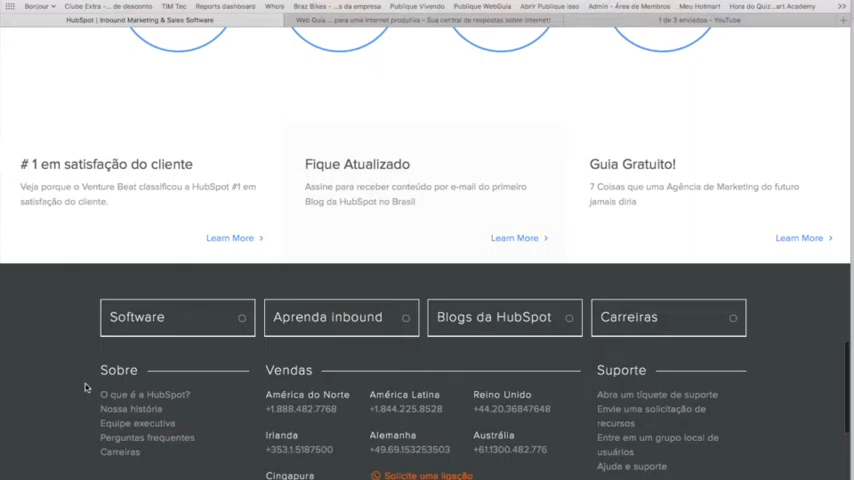 Bonjour Clube Extra -... de desconto TIM Tec Reports dashboard Whois Braz Bikes - ...s da empresa Publique Vivendo Publique WebGuia Abrir Publique isso Admin - Área de Membros Meu Hotmart Hora do Quiz...art Academy
HubSpot | Inbound Marketing & Sales Software Web Guia ... para uma internet produtiva - Sua central de respostas sobre internet! 1 de 3 enviados - YouTube
# 1 em satisfação do cliente
Veja porque o Venture Beat classificou a HubSpot #1 em
satisfação do cliente.
Learn More >
Fique Atualizado
Assine para receber conteúdo por e-mail do primeiro
Blog da HubSpot no Brasil
Learn More >
Guia Gratuito!
7 Coisas que uma Agência de Marketing do futuro
jamais diria
Learn More >
Software
Aprenda inbound
Blogs da HubSpot
Carreiras
Sobre
O que é a HubSpot?
Nossa história
Equipe executiva
Perguntas frequentes
Carreiras
Vendas
América do Norte
+1.888.482.7768
América Latina
+1.844.225.8528
Reino Unido
+44.20.36847648
Irlanda
+353.1.5187500
Alemanha
+49.69.153253503
Austrália
+61.1300.482.776
Cingapura
Solicite uma ligação
Suporte
Abra um tíquete de suporte
Envie uma solicitação de
recursos
Entre em um grupo local de
usuários
Ajuda e suporte